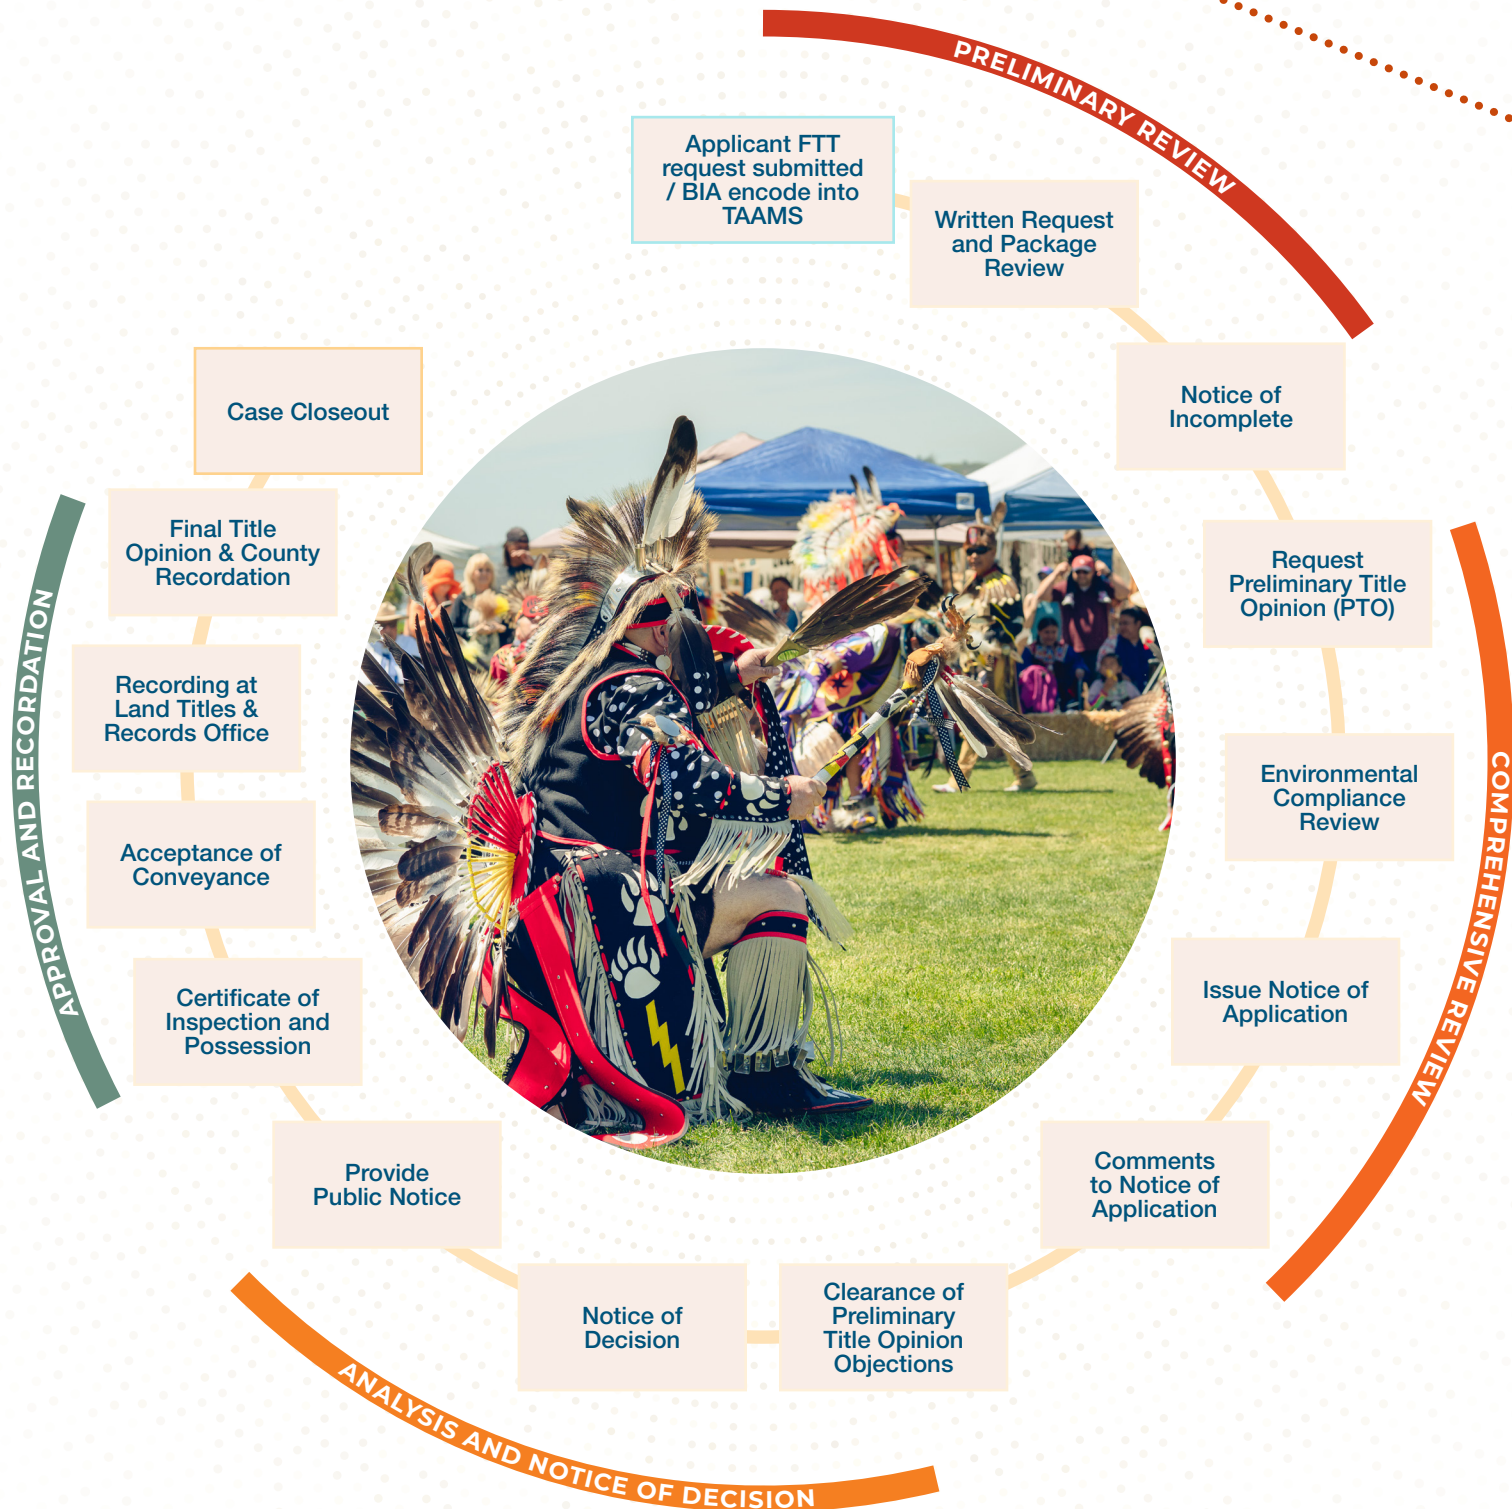 PRELIMINARY REVIEW
Applicant FTT
request submitted
/ BIA encode into
TAAMS
Written Request
and Package
Review
Notice of
Incomplete
Request
Preliminary Title
Opinion (PTO)
Environmental
Compliance
Review
Issue Notice of
Application
COMPREHENSIVE REVIEW
Comments
to Notice of
Application
Clearance of
Preliminary
Title Opinion
Objections
Notice of
Decision
Provide
Public Notice
ANALYSIS AND NOTICE OF DECISION
Certificate of
Inspection and
Possession
Acceptance of
Conveyance
Recording at
Land Titles &
Records Office
Final Title
Opinion & County
Recordation
APPROVAL AND RECORDATION
Case Closeout